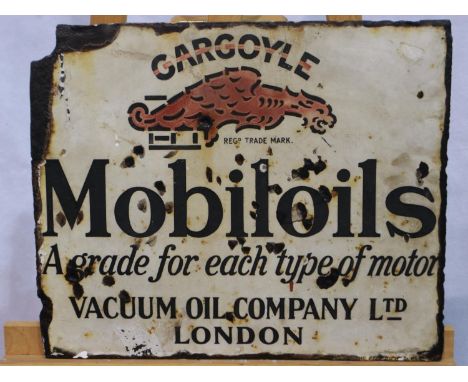 GARGOYLE
REGD TRADE MARK.
Mobiloils
A grade for each type of motor
VACUUM OIL COMPANY LTD
LONDON